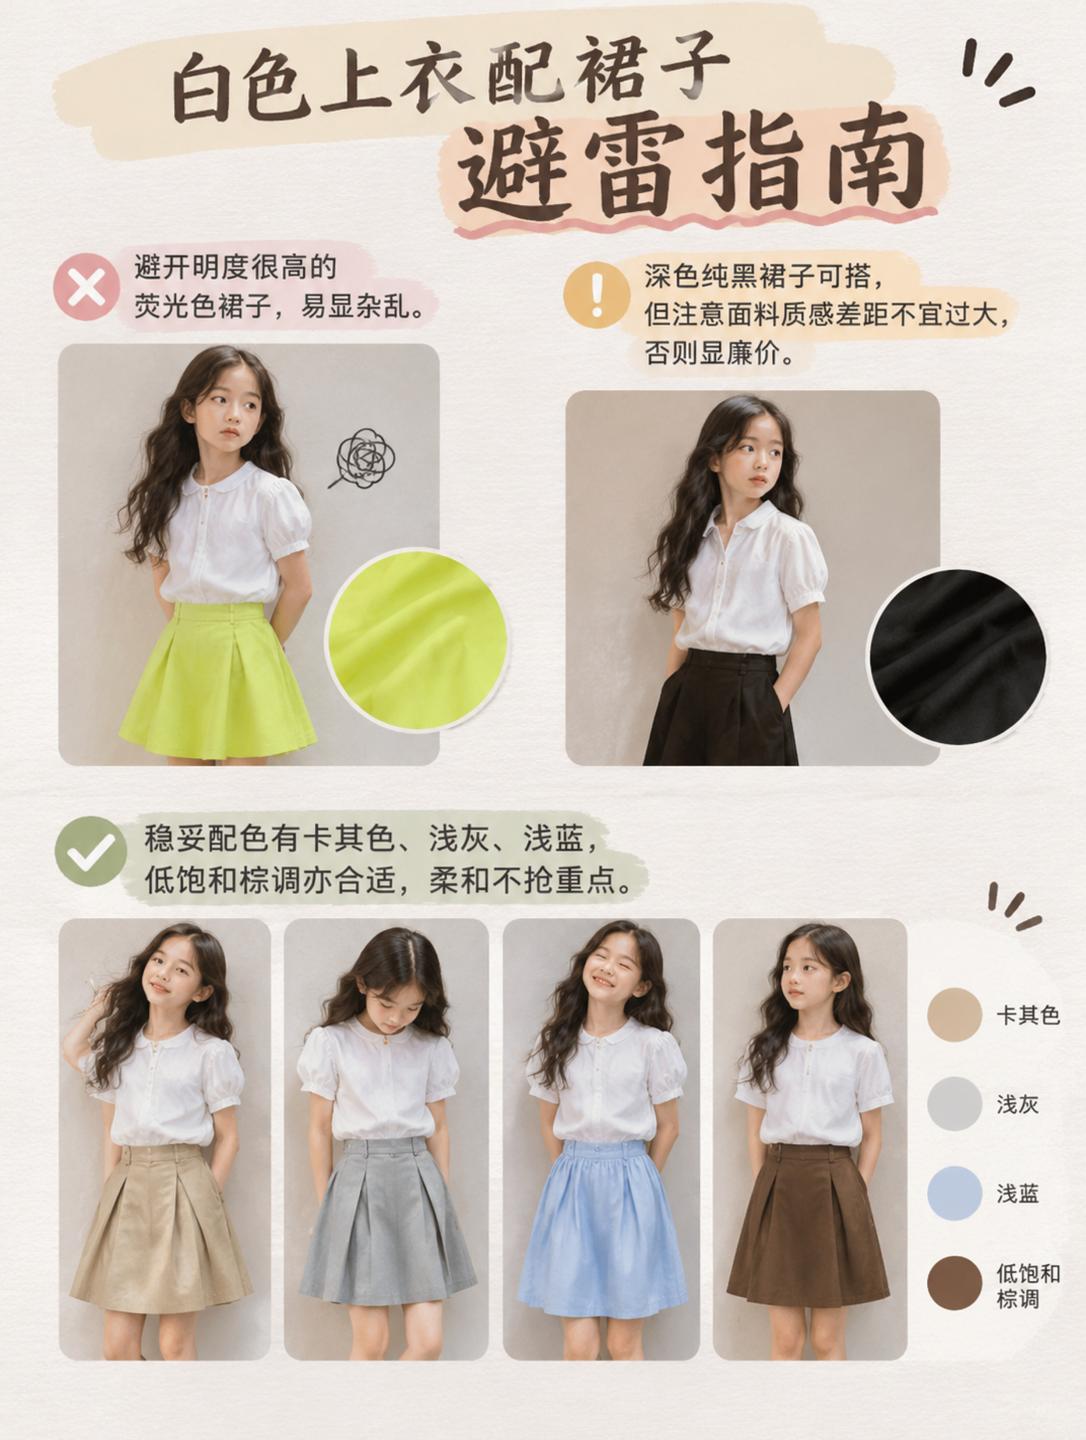 白色上衣配裙子
避雷指南
避开明度很高的
荧光色裙子，易显杂乱。
深色纯黑裙子可搭，
但注意面料质感差距不宜过大，
否则显廉价。
稳妥配色有卡其色、浅灰、浅蓝，
低饱和棕调亦合适，柔和不抢重点。
卡其色
浅灰
浅蓝
低饱和
棕调